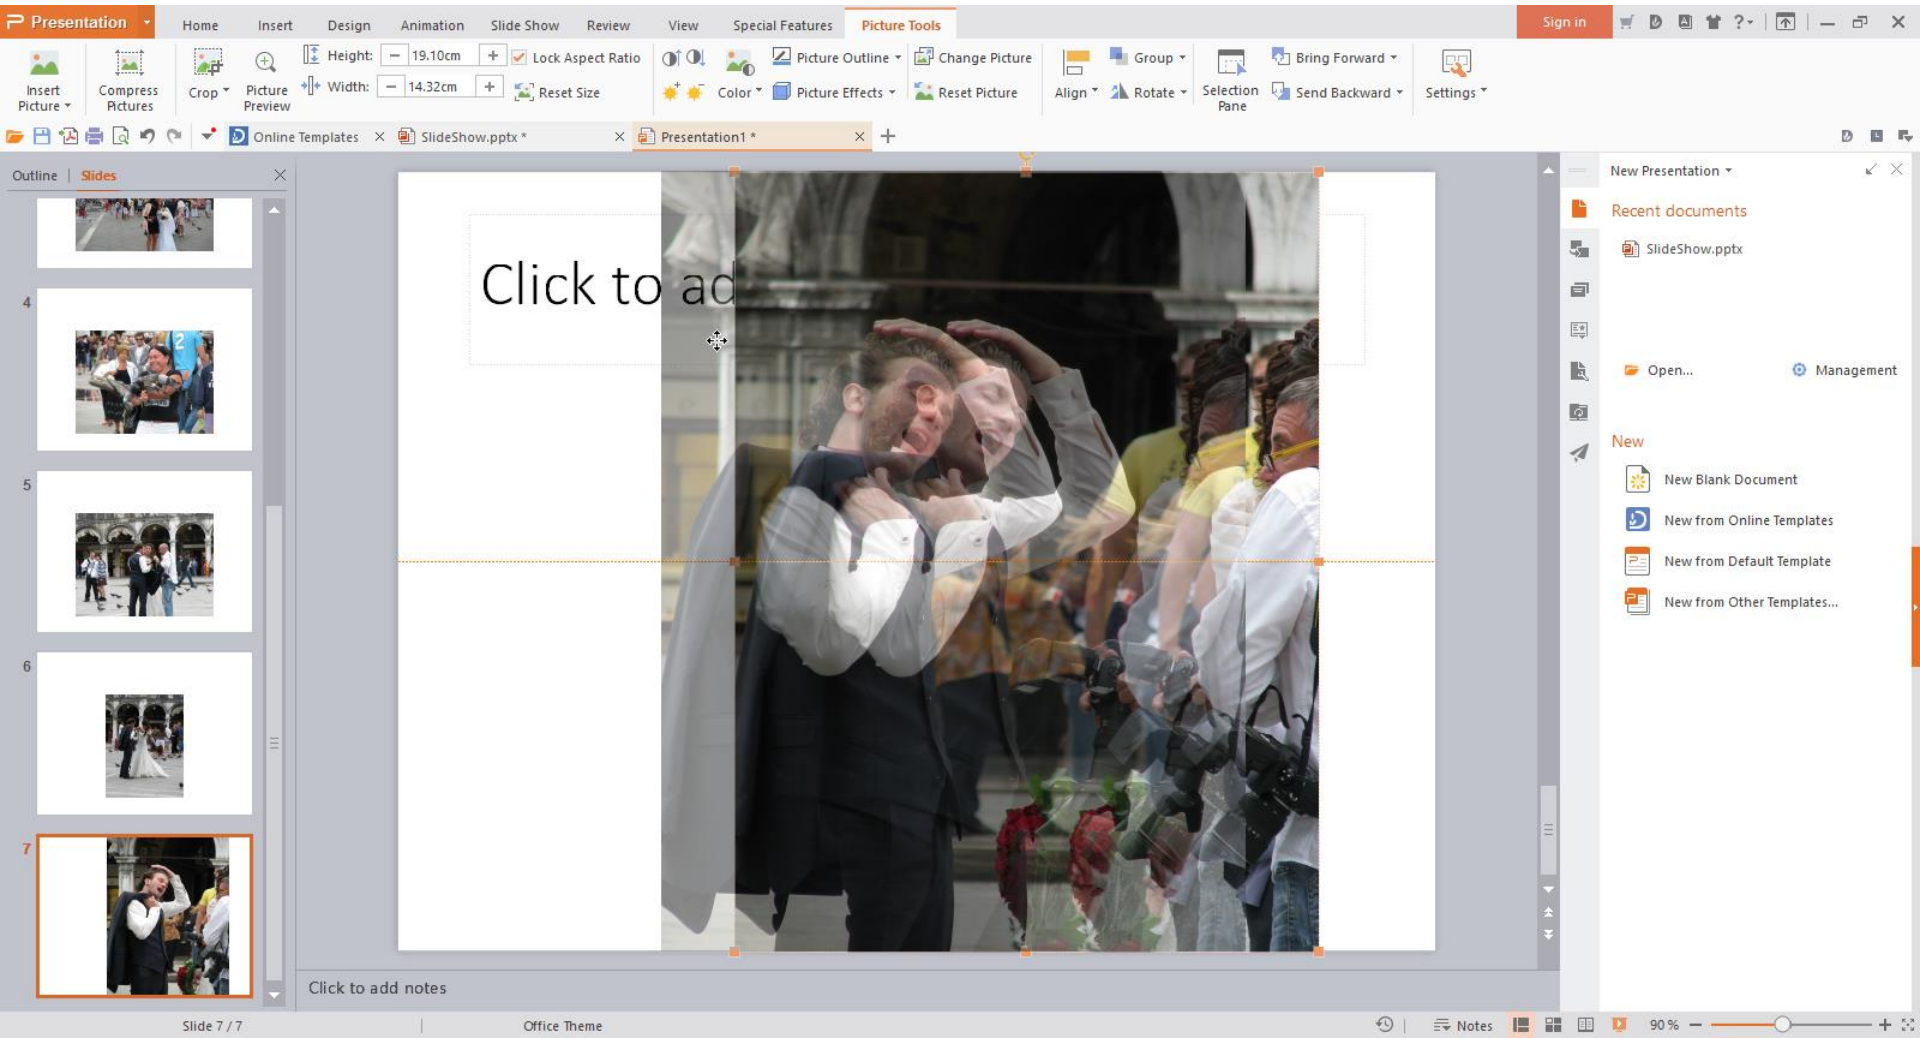 Presentation
Home Insert Design Animation Slide Show Review View Special Features Picture Tools
Sign in
?
Height: 19.10cm Lock Aspect Ratio
Picture Outline Change Picture Group Bring Forward
Insert Picture Compress Pictures Crop Picture Preview
Width: 14.32cm Reset Size
Color Picture Effects Reset Picture Align Rotate Selection Pane Send Backward Settings
Online Templates SlideShow.pptx * Presentation1 *
Outline Slides
4
5
6
7
Click to ad
Click to add notes
New Presentation
Recent documents
SlideShow.pptx
Open... Management
New
New Blank Document
New from Online Templates
New from Default Template
New from Other Templates...
Slide 7 / 7 Office Theme Notes 90 %